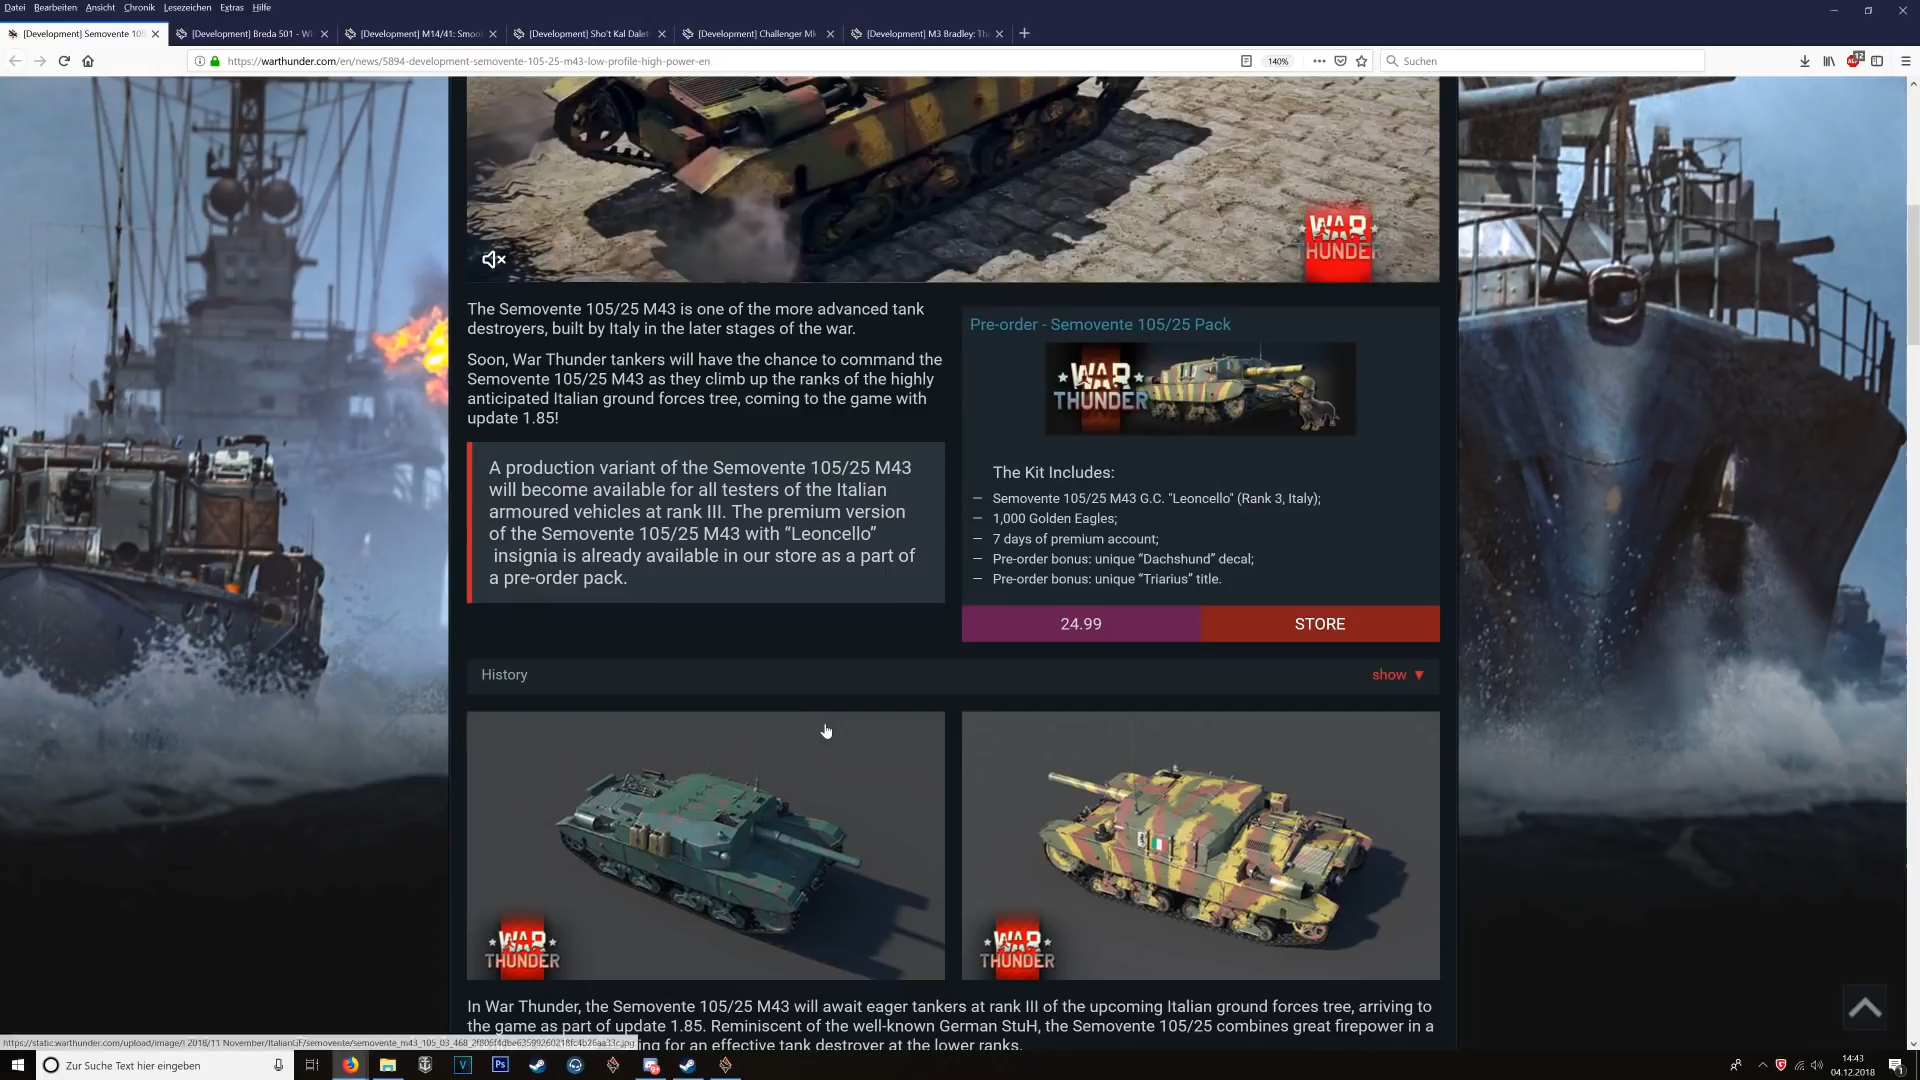 Datei Bearbeiten Ansicht Chronik Lesezeichen Extras Hilfe
[Development] Semovente 105 [Development] Breda 501 - Wi [Development] M14/41: Smoo [Development] Sho't Kal Dalet: [Development] Challenger Mk [Development] M3 Bradley: Th
https://warthunder.com/en/news/5894-development-semovente-105-25-m43-low-profile-high-power-en 140% Suchen 12
WAR THUNDER
The Semovente 105/25 M43 is one of the more advanced tank
destroyers, built by Italy in the later stages of the war.
Soon, War Thunder tankers will have the chance to command the
Semovente 105/25 M43 as they climb up the ranks of the highly
anticipated Italian ground forces tree, coming to the game with
update 1.85!
A production variant of the Semovente 105/25 M43
will become available for all testers of the Italian
armoured vehicles at rank III. The premium version
of the Semovente 105/25 M43 with “Leoncello”
insignia is already available in our store as a part of
a pre-order pack.
Pre-order - Semovente 105/25 Pack
WAR
THUNDER
The Kit Includes:
— Semovente 105/25 M43 G.C. "Leoncello" (Rank 3, Italy);
— 1,000 Golden Eagles;
— 7 days of premium account;
— Pre-order bonus: unique “Dachshund” decal;
— Pre-order bonus: unique “Triarius” title.
24.99 STORE
History show ▼
WAR THUNDER
WAR THUNDER
In War Thunder, the Semovente 105/25 M43 will await eager tankers at rank III of the upcoming Italian ground forces tree, arriving to
the game as part of update 1.85. Reminiscent of the well-known German StuH, the Semovente 105/25 combines great firepower in a
ing for an effective tank destroyer at the lower ranks.
Zur Suche Text hier eingeben
14:43
04.12.2018